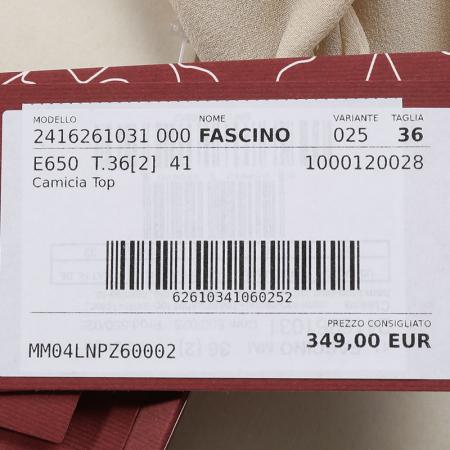 MODELLO NOME VARIANTE TAGLIA
2416261031 000 FASCINO 025 36
E650 T.36[2] 41 1000120028
Camicia Top
62610341060252
PREZZO CONSIGLIATO
349,00 EUR
MM04LNPZ60002